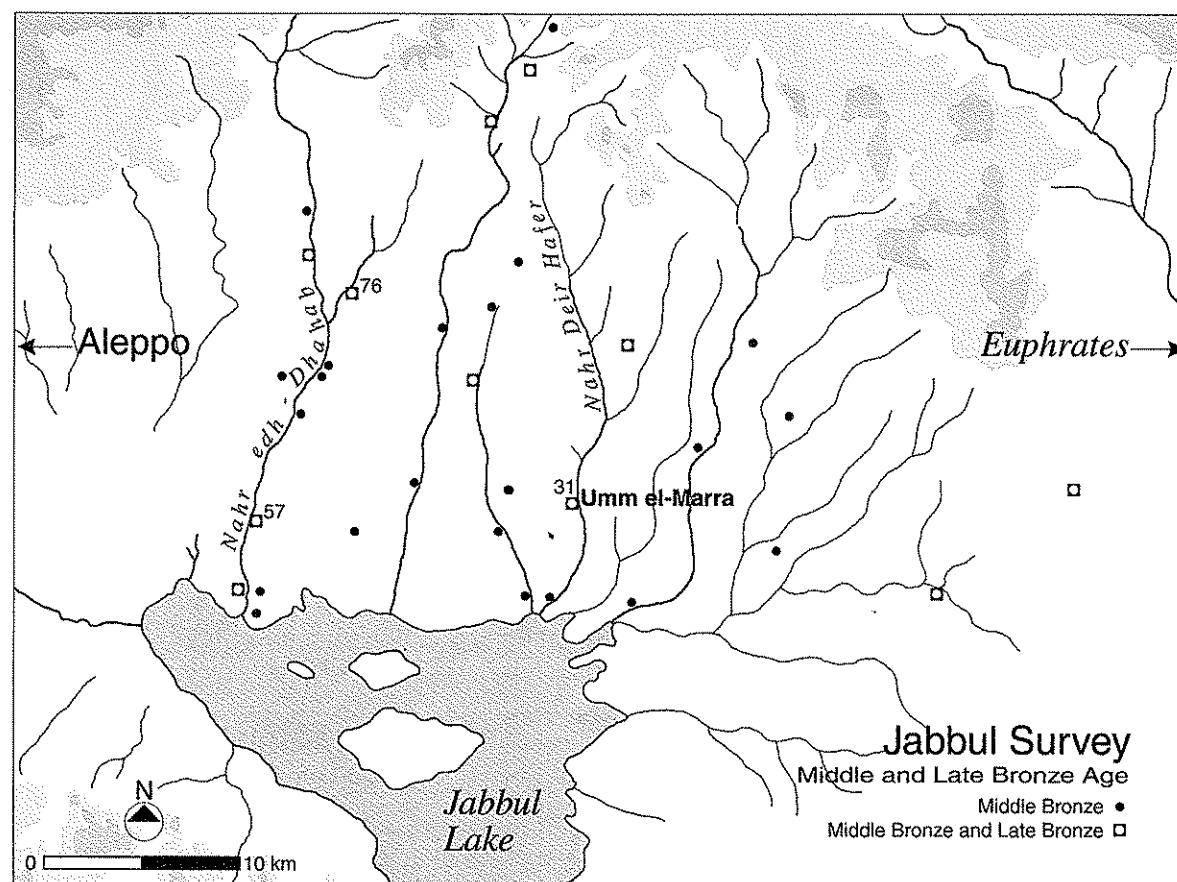 76
Nahr Deir Hafer
Aleppo
Euphrates
Nahr edh-Dhahab
31
Umm el-Marra
57
Jabbul Survey
Middle and Late Bronze Age
Middle Bronze
Middle Bronze and Late Bronze
N
Jabbul
Lake
0 10 km